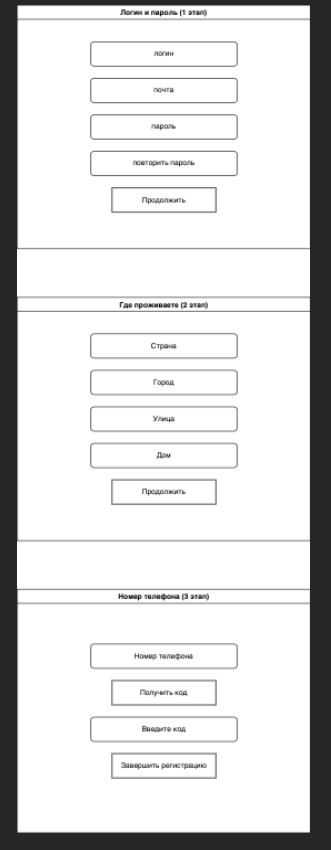 Логин и пароль (1 этап)
логин
почта
пароль
повторить пароль
Продолжить
Где проживаете (2 этап)
Страна
Город
Улица
Дом
Продолжить
Номер телефона (3 этап)
Номер телефона
Получить код
Введите код
Завершить регистрацию